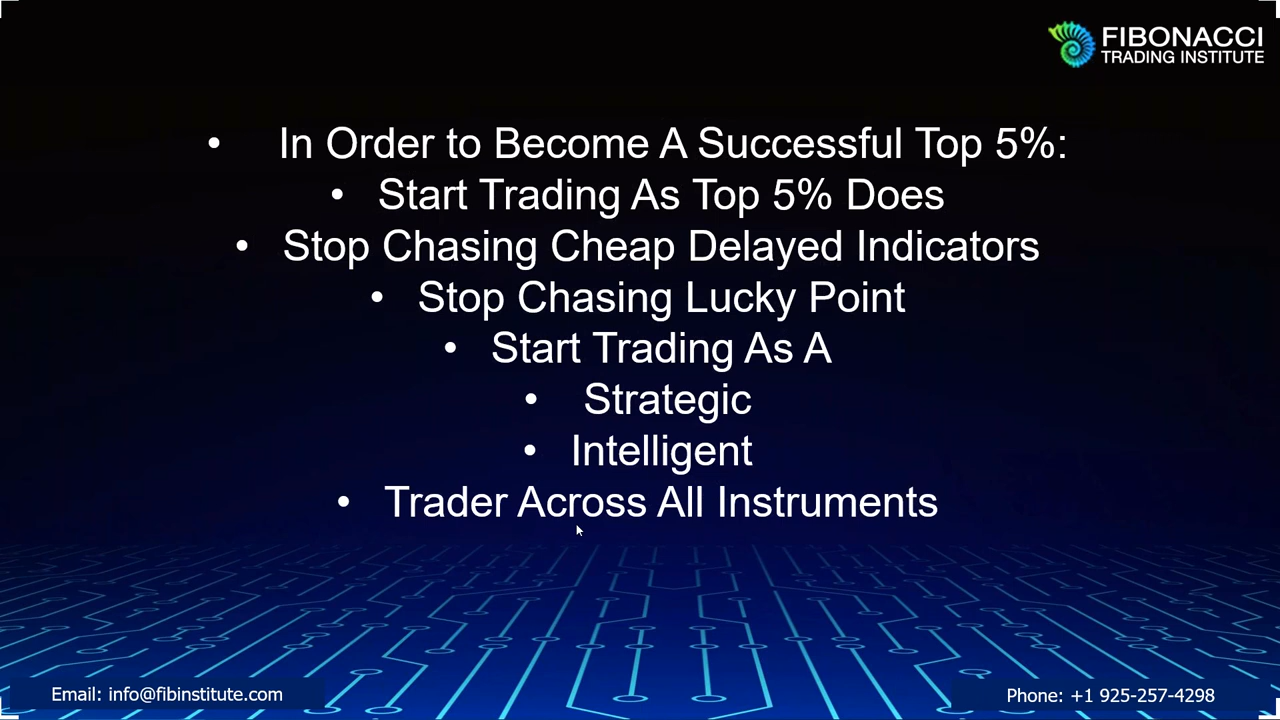 FIBONACCI
TRADING INSTITUTE
• In Order to Become A Successful Top 5%:
• Start Trading As Top 5% Does
• Stop Chasing Cheap Delayed Indicators
• Stop Chasing Lucky Point
• Start Trading As A
• Strategic
• Intelligent
• Trader Across All Instruments
Email: info@fibinstitute.com
Phone: +1 925-257-4298